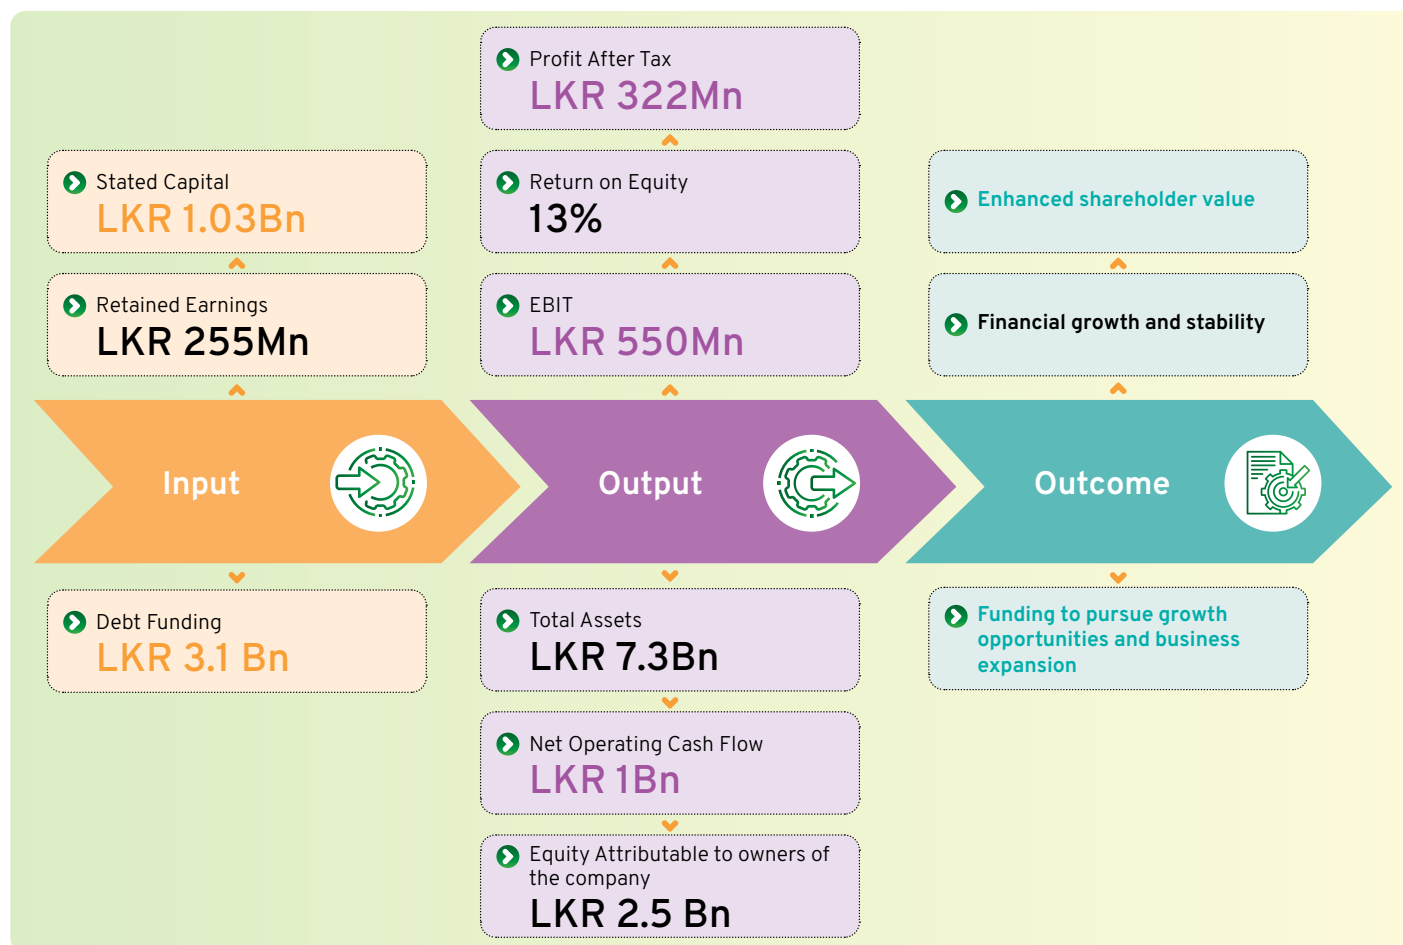 Profit After Tax
LKR 322Mn
Stated Capital
LKR 1.03Bn
Return on Equity
13%
Enhanced shareholder value
Retained Earnings
LKR 255Mn
EBIT
LKR 550Mn
Financial growth and stability
Input
Output
Outcome
Debt Funding
LKR 3.1 Bn
Total Assets
LKR 7.3Bn
Funding to pursue growth
opportunities and business
expansion
Net Operating Cash Flow
LKR 1Bn
Equity Attributable to owners of
the company
LKR 2.5 Bn